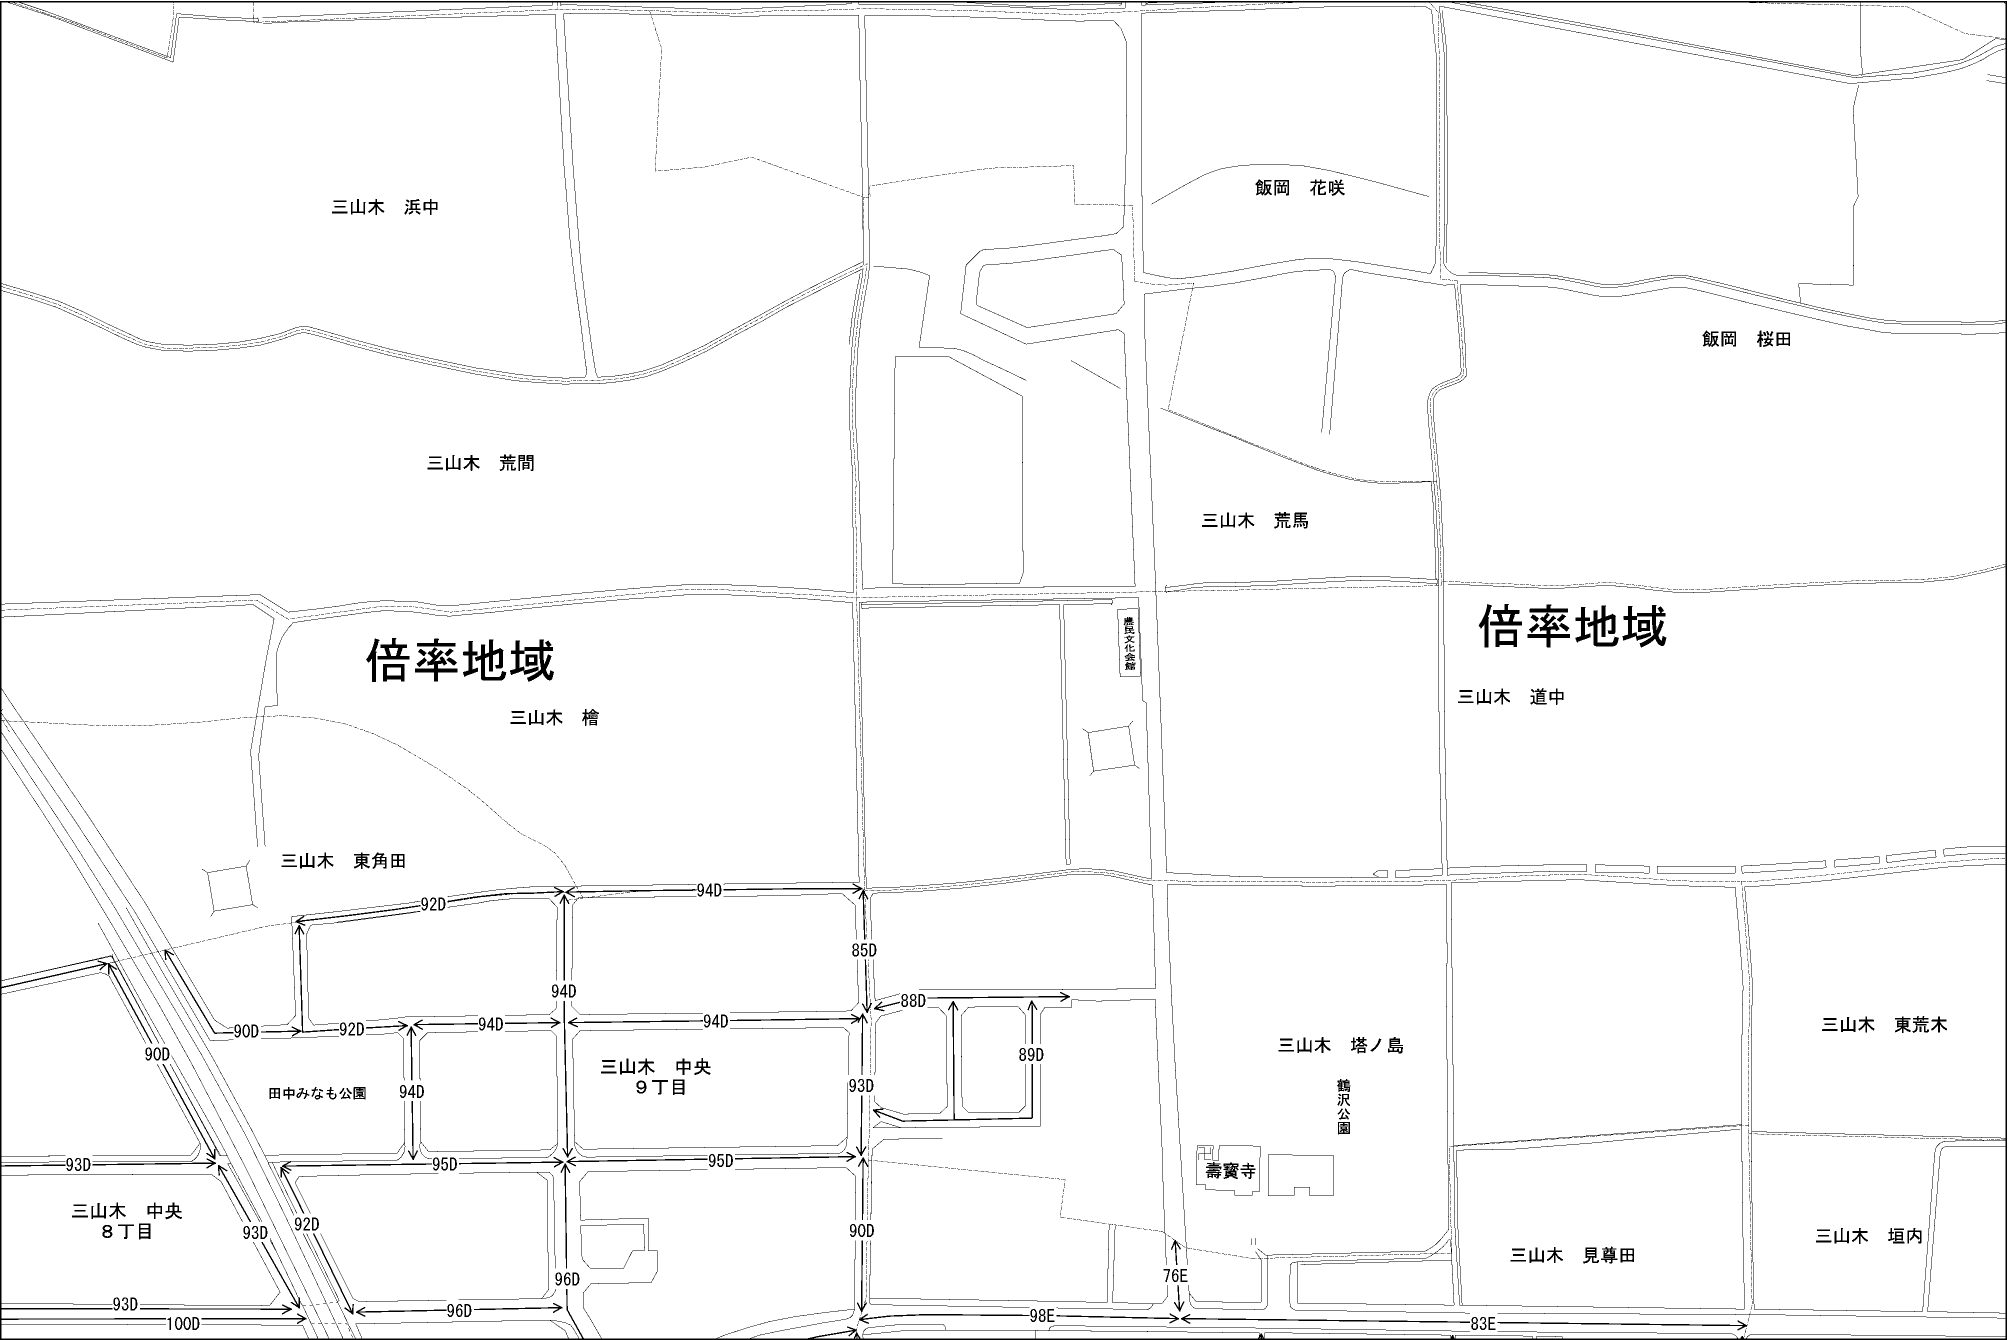 三山木　浜中
飯岡　花咲
飯岡　桜田
三山木　荒間
三山木　荒馬
倍率地域
倍率地域
農民文化会館
三山木　道中
三山木　檜
三山木　東角田
94D
92D
85D
94D
88D
90D
92D
94D
94D
三山木　東荒木
三山木　塔ノ島
90D
89D
三山木　中央
９丁目
93D
94D
田中みなも公園
鶴沢公園
93D
95D
95D
壽寳寺
三山木　中央
８丁目
92D
93D
90D
三山木　垣内
三山木　見尊田
96D
76E
93D
96D
98E
100D
83E